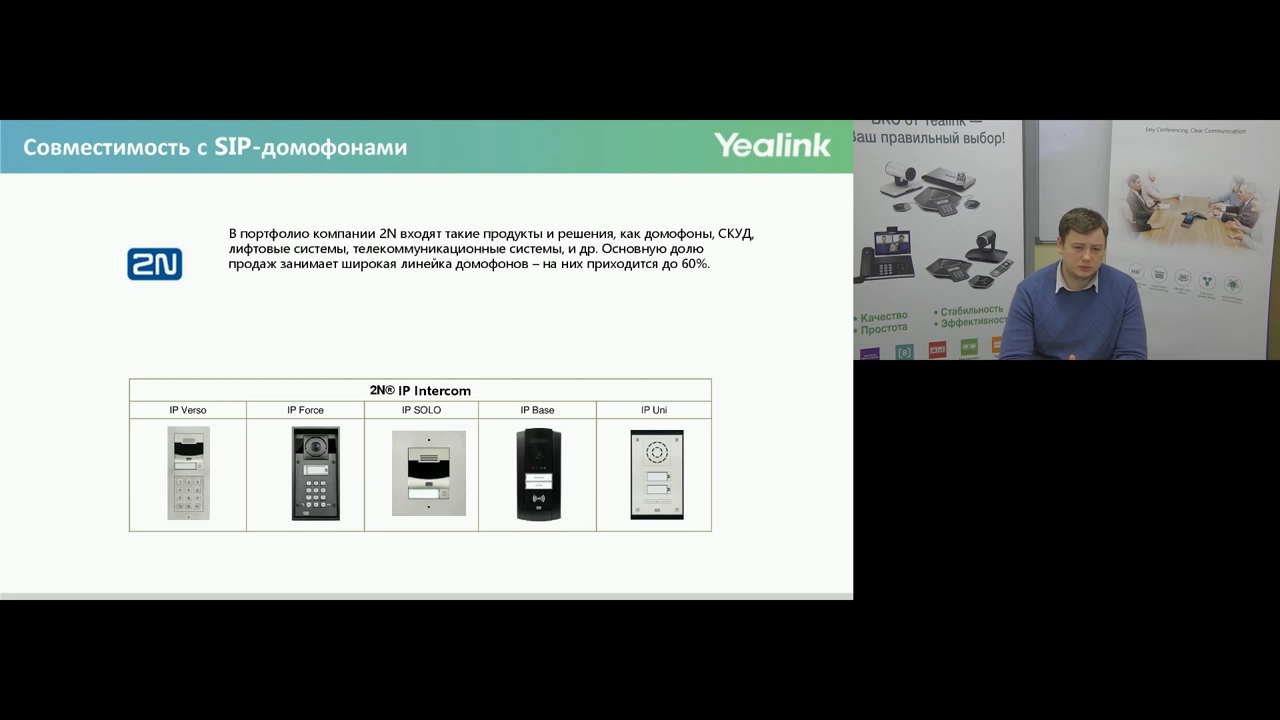 Совместимость с SIP-домофонами
Yealink
2N
В портфолио компании 2N входят такие продукты и решения, как домофоны, СКУД,
лифтовые системы, телекоммуникационные системы, и др. Основную долю
продаж занимает широкая линейка домофонов – на них приходится до 60%.
2N® IP Intercom
IP Verso
IP Force
IP SOLO
IP Base
IP Uni
Ваш правильный выбор!
• Качество
• Простота
• Стабильность
• Эффективност
Easy Conferencing, Clear Communication